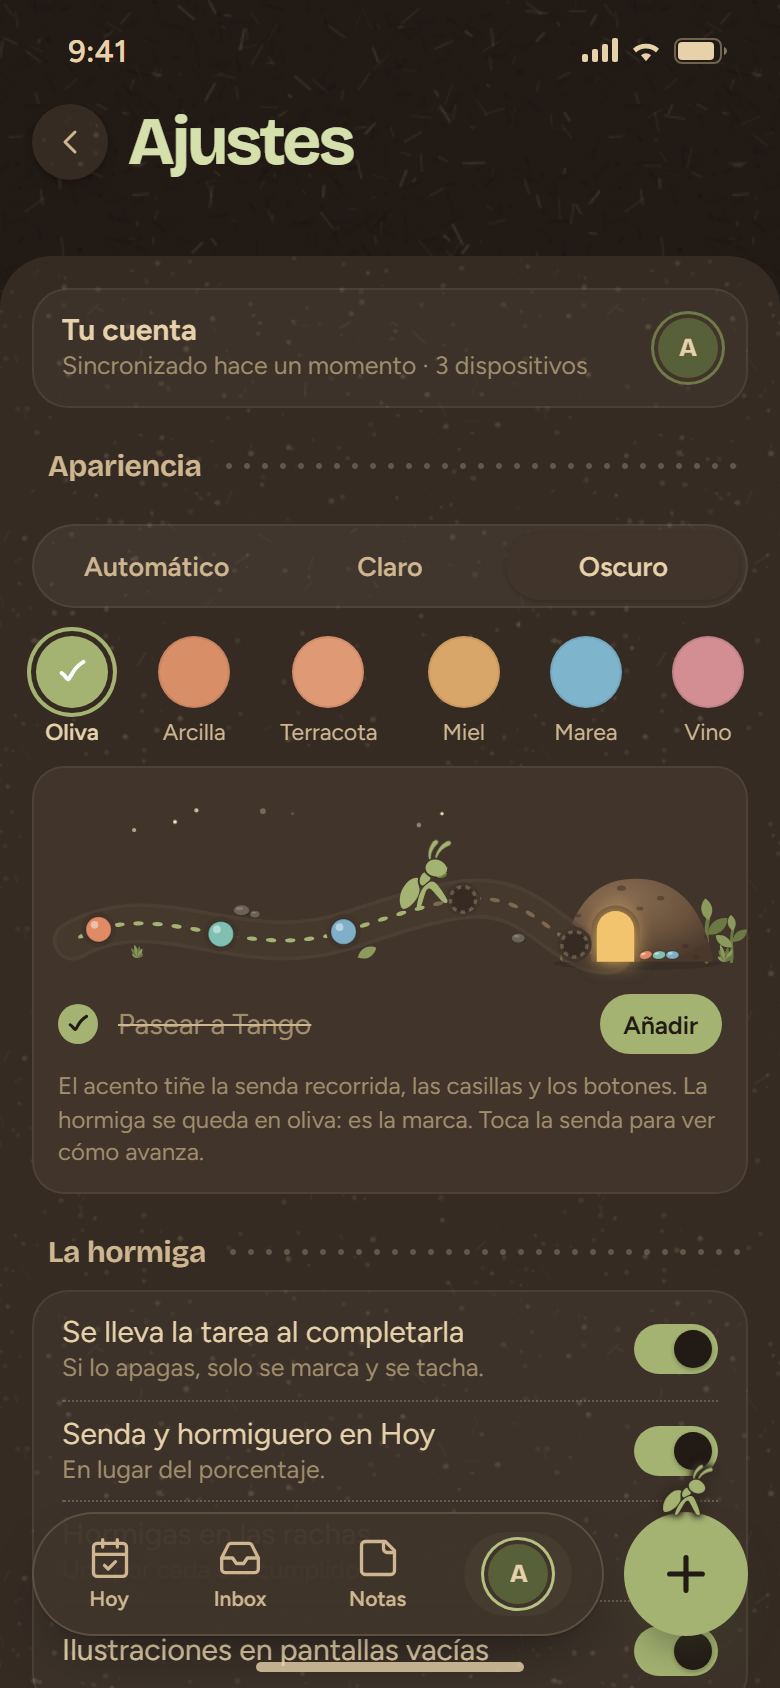 9:41
Ajustes
Tu cuenta
Sincronizado hace un momento · 3 dispositivos
A
Apariencia
Automático Claro Oscuro
Oliva Arcilla Terracota Miel Marea Vino
Pasear a Tango
Añadir
El acento tiñe la senda recorrida, las casillas y los botones. La
hormiga se queda en oliva: es la marca. Toca la senda para ver
cómo avanza.
La hormiga
Se lleva la tarea al completarla
Si lo apagas, solo se marca y se tacha.
Senda y hormiguero en Hoy
En lugar del porcentaje.
Hormigas en las rachas
A
Hoy Inbox Notas
Ilustraciones en pantallas vacías